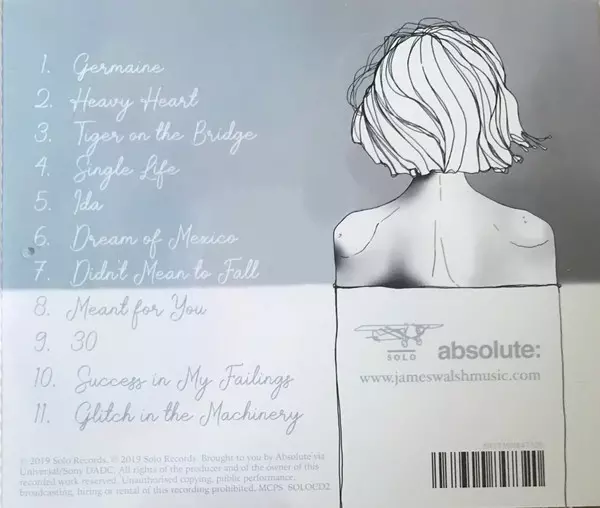 1. Germaine
2. Heavy Heart
3. Tiger on the Bridge
4. Single Life
5. Ida
6. Dream of Mexico
7. Didn't Mean to Fall
8. Meant for You
9. 30
10. Success in My Failings
11. Glitch in the Machinery
SOLO
absolute:
www.jameswalshmusic.com
℗ 2019 Solo Records. © 2019 Solo Records. Brought to you by Absolute via
Universal/Sony DADC. All rights of the producer and of the owner of this
recorded work reserved. Unauthorised copying, public performance,
broadcasting, hiring or rental of this recording prohibited. MCPS SOLOUD2